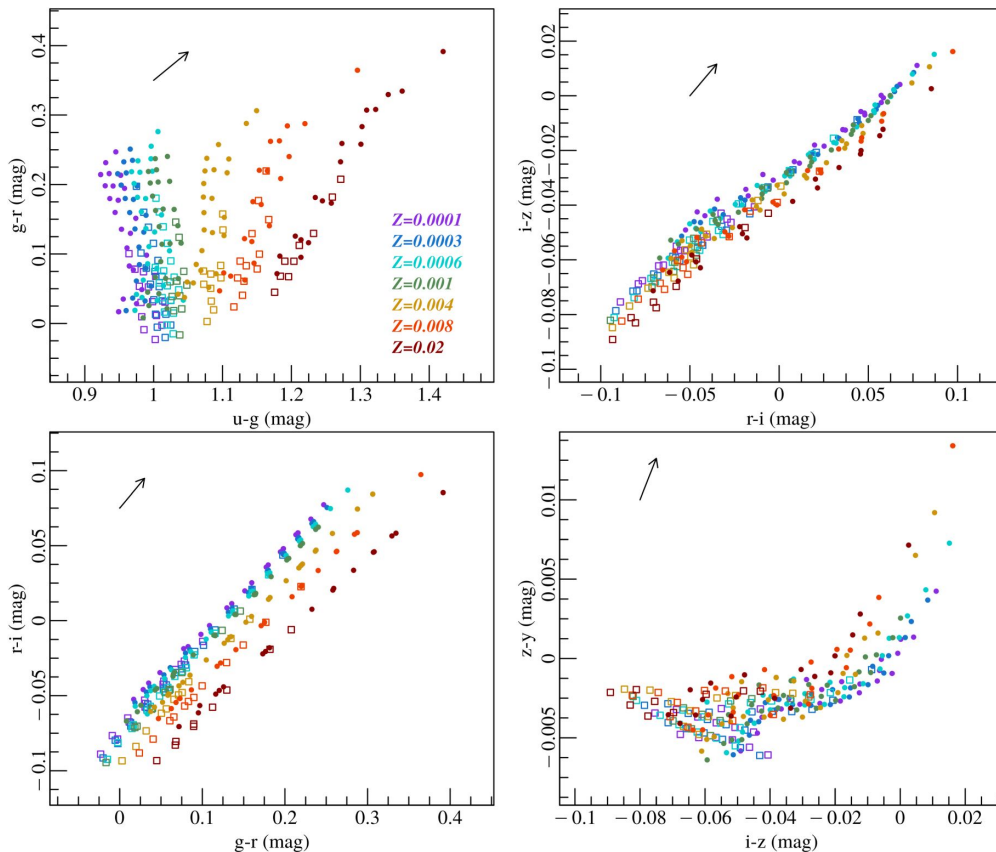 0.4
0.3
0.2
0.1
0
g-r (mag)
Z=0.0001
Z=0.0003
Z=0.0006
Z=0.001
Z=0.004
Z=0.008
Z=0.02
0.9 1 1.1 1.2 1.3 1.4
u-g (mag)
0.02
0
−0.02
−0.04
−0.06
−0.08
−0.1
i-z (mag)
−0.1 −0.05 0 0.05 0.1
r-i (mag)
0.1
0.05
0
−0.05
−0.1
r-i (mag)
0 0.1 0.2 0.3 0.4
g-r (mag)
0.01
0.005
0
−0.005
z-y (mag)
−0.1 −0.08 −0.06 −0.04 −0.02 0 0.02
i-z (mag)